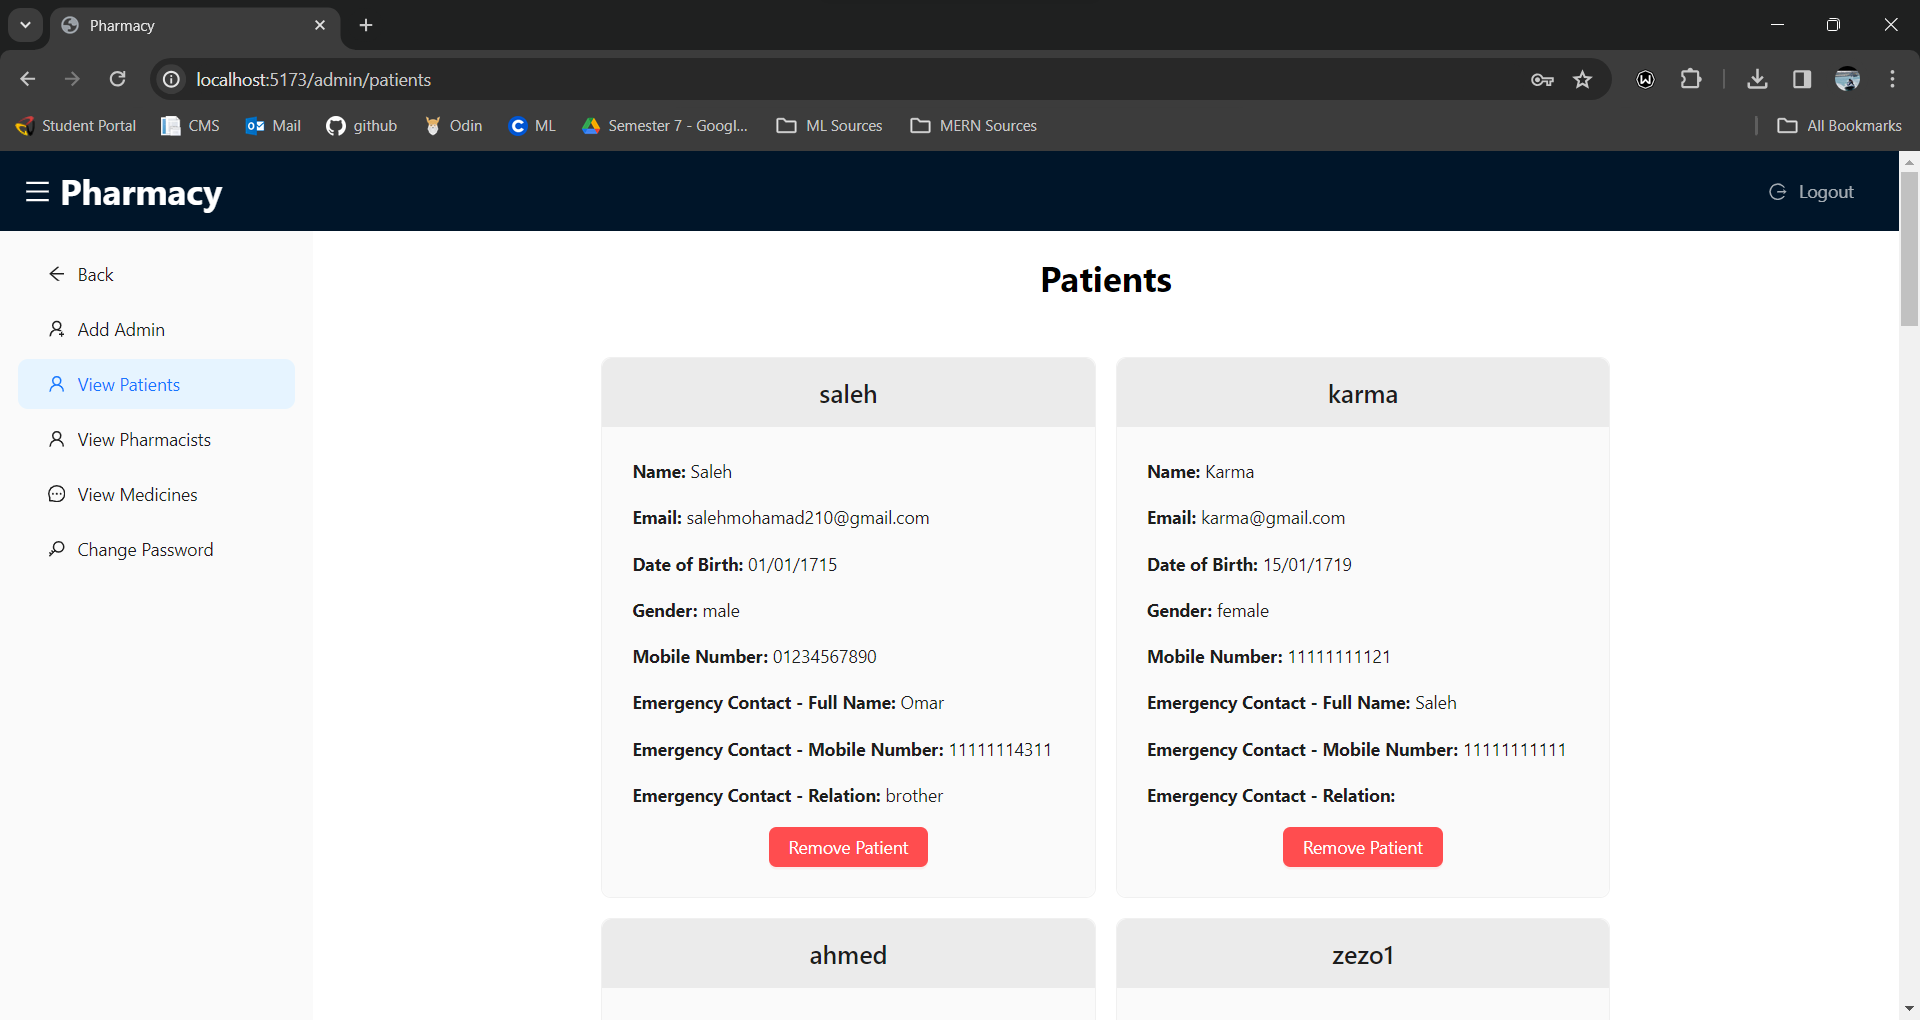 Pharmacy
localhost:5173/admin/patients
Student Portal CMS Mail github Odin ML Semester 7 - Googl... ML Sources MERN Sources All Bookmarks
Pharmacy Logout
Back
Add Admin
View Patients
View Pharmacists
View Medicines
Change Password
Patients
saleh
Name: Saleh
Email: salehmohamad210@gmail.com
Date of Birth: 01/01/1715
Gender: male
Mobile Number: 01234567890
Emergency Contact - Full Name: Omar
Emergency Contact - Mobile Number: 11111114311
Emergency Contact - Relation: brother
Remove Patient
karma
Name: Karma
Email: karma@gmail.com
Date of Birth: 15/01/1719
Gender: female
Mobile Number: 11111111121
Emergency Contact - Full Name: Saleh
Emergency Contact - Mobile Number: 11111111111
Emergency Contact - Relation:
Remove Patient
ahmed
zezo1